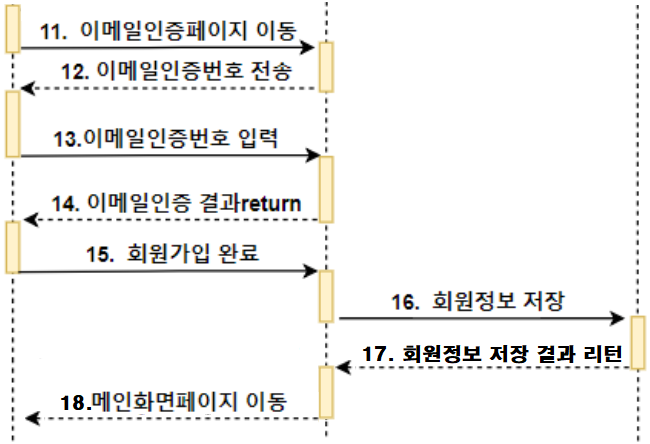 11. 이메일인증페이지 이동
12. 이메일인증번호 전송
13.이메일인증번호 입력
14. 이메일인증 결과return
15. 회원가입 완료
16. 회원정보 저장
17. 회원정보 저장 결과 리턴
18.메인화면페이지 이동